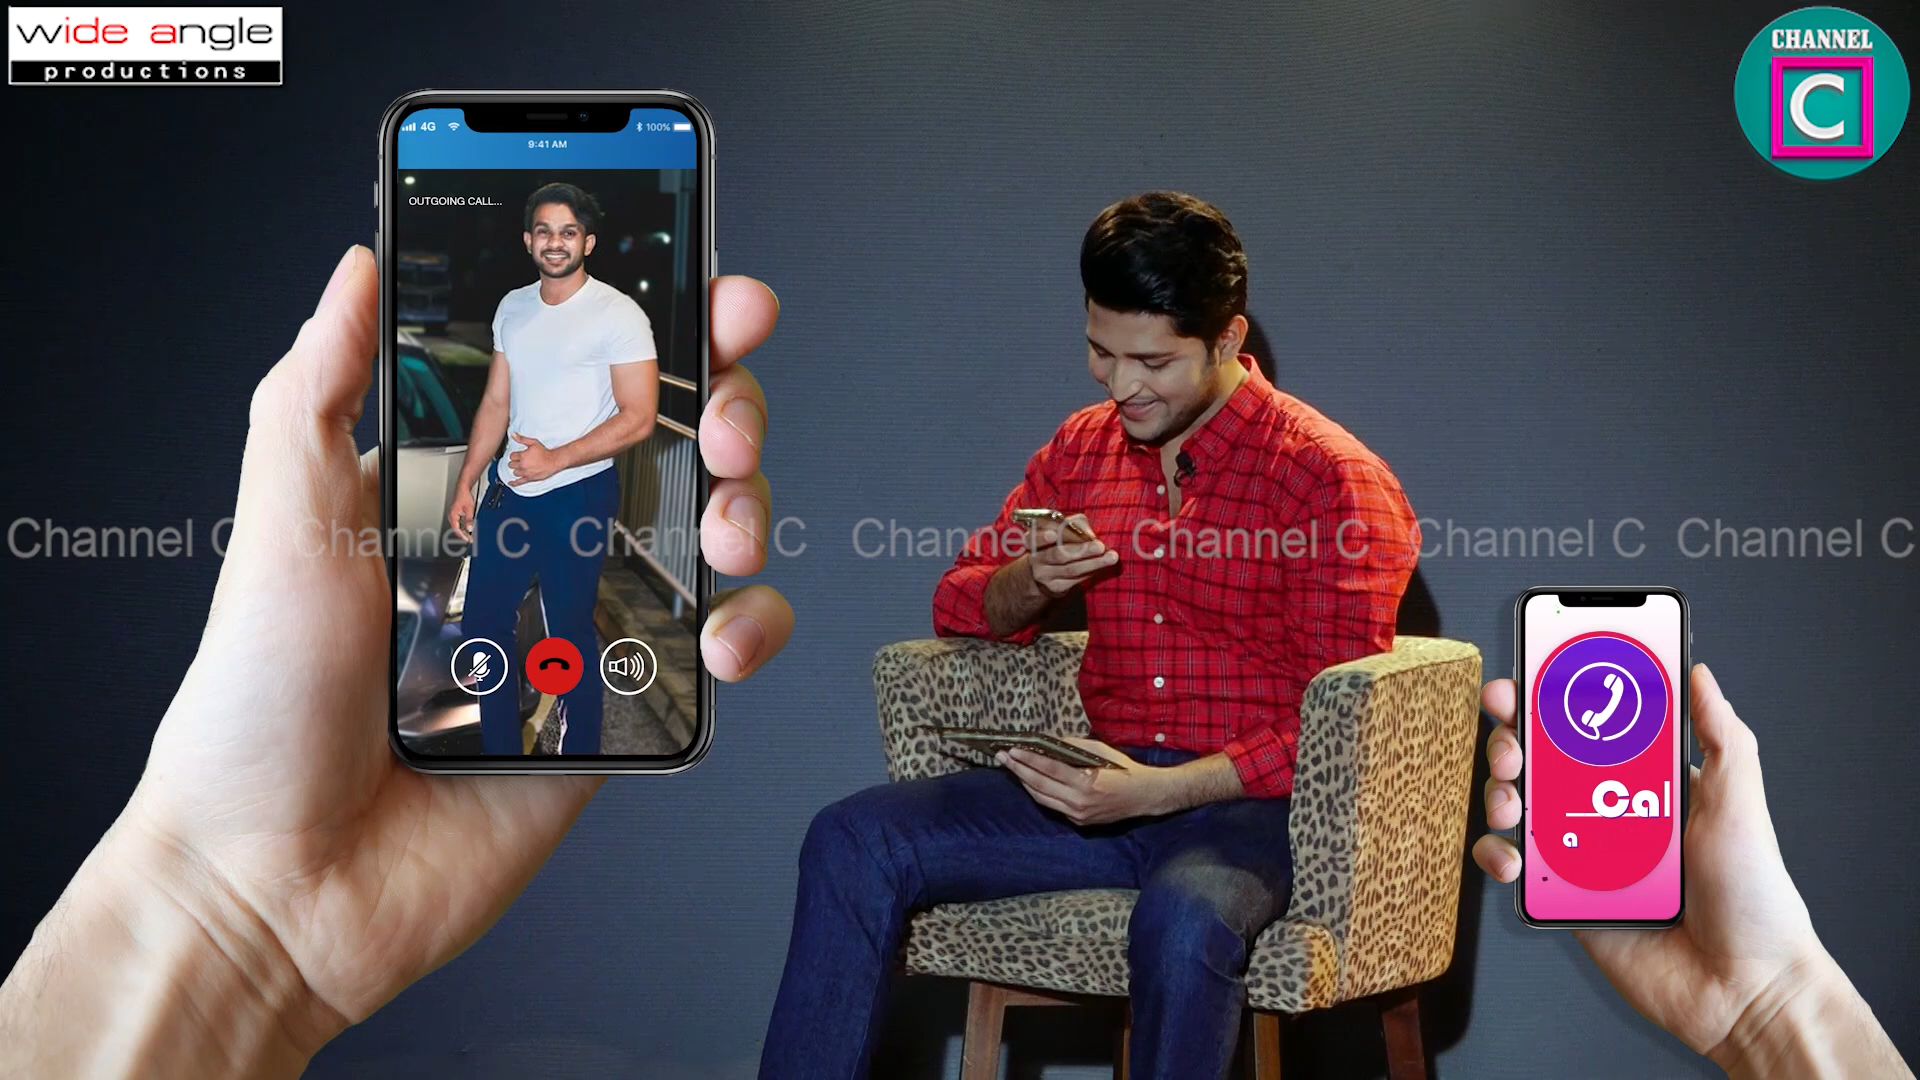 wide angle
productions
CHANNEL
C
4G
100%
9:41 AM
OUTGOING CALL...
Channel C Channel C Channel C Channel C Channel C Channel C Channel C
Cal
a